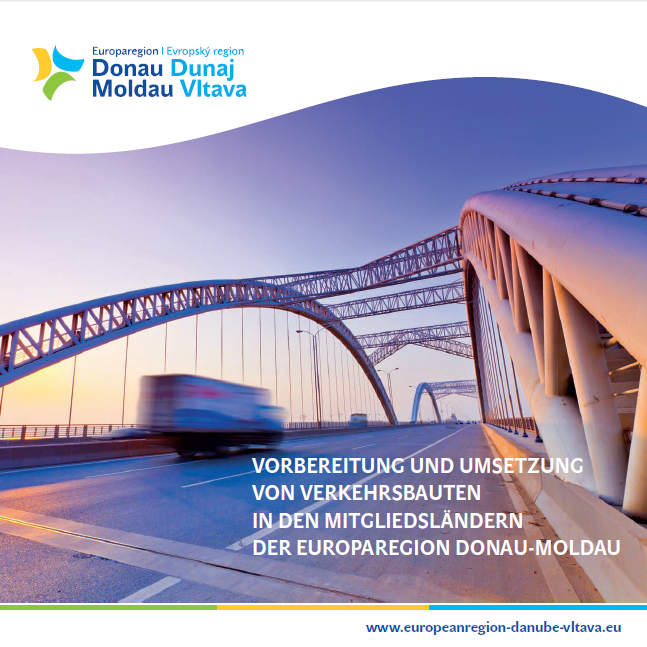 Europaregion | Evropský region
Donau Dunaj
Moldau Vltava
VORBEREITUNG UND UMSETZUNG
VON VERKEHRSBAUTEN
IN DEN MITGLIEDSLÄNDERN
DER EUROPAREGION DONAU-MOLDAU
www.europeanregion-danube-vltava.eu